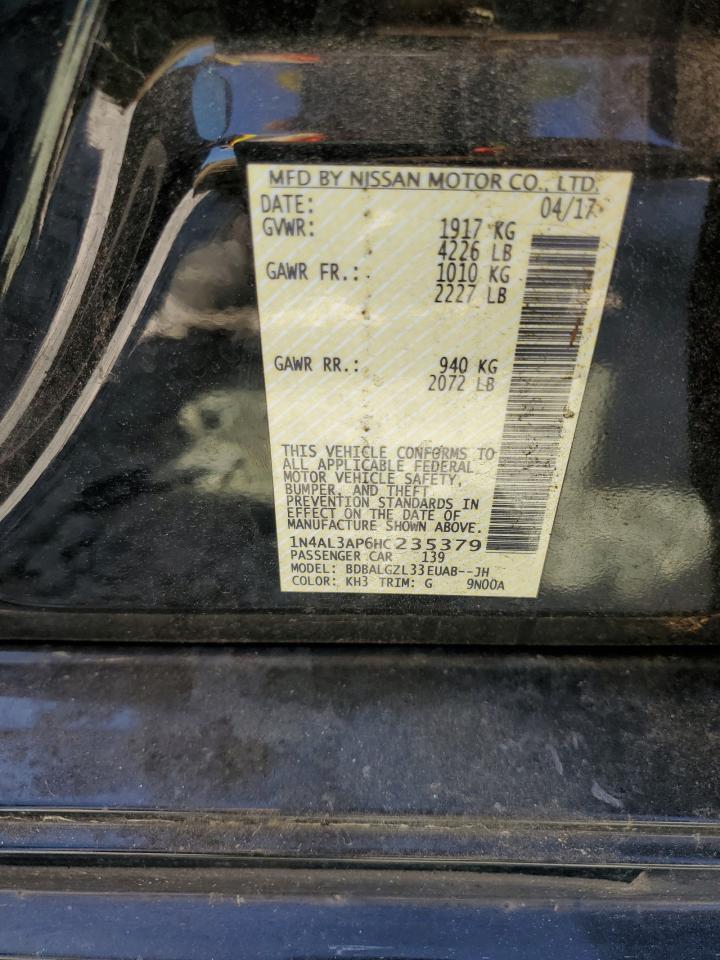 MFD BY NISSAN MOTOR CO., LTD.
DATE: 04/17
GVWR: 1917 KG
4226 LB
GAWR FR.: 1010 KG
2227 LB
GAWR RR.: 940 KG
2072 LB
THIS VEHICLE CONFORMS TO
ALL APPLICABLE FEDERAL
MOTOR VEHICLE SAFETY,
BUMPER, AND THEFT
PREVENTION STANDARDS IN
EFFECT ON THE DATE OF
MANUFACTURE SHOWN ABOVE.
1N4AL3AP6HC235379
PASSENGER CAR 139
MODEL: BDBALGZL33EUAB--JH
COLOR: KH3 TRIM: G 9N00A